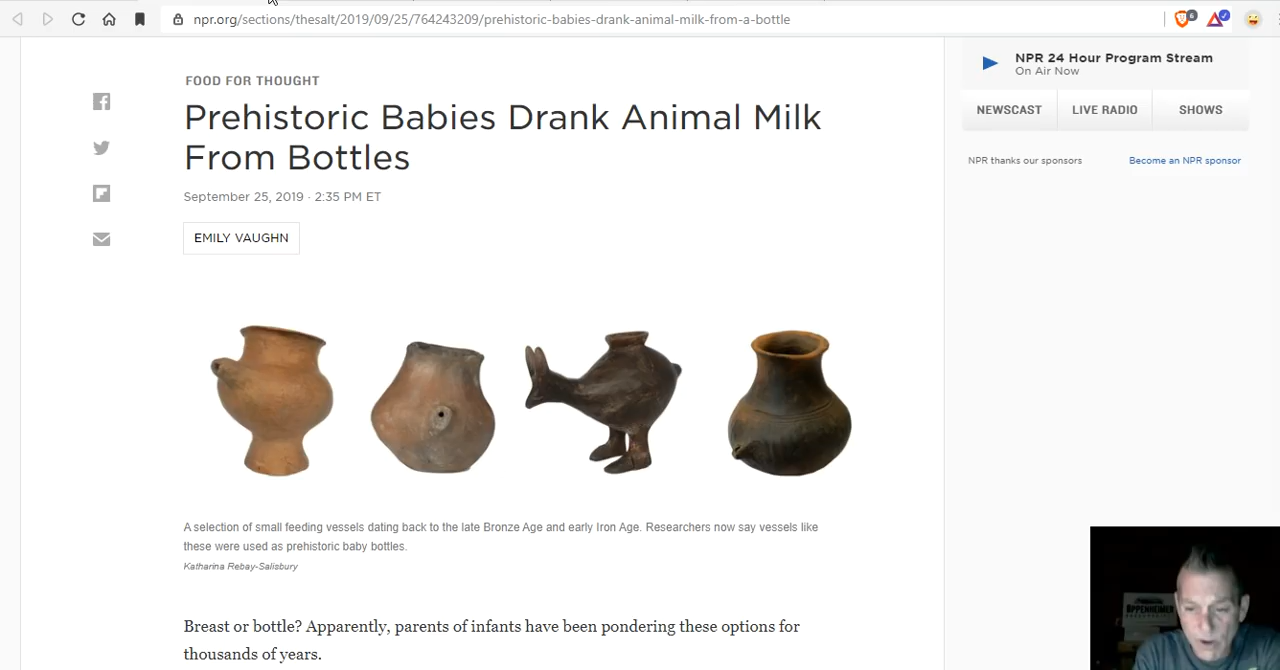 npr.org/sections/thesalt/2019/09/25/764243209/prehistoric-babies-drank-animal-milk-from-a-bottle
FOOD FOR THOUGHT
Prehistoric Babies Drank Animal Milk
From Bottles
September 25, 2019 · 2:35 PM ET
EMILY VAUGHN
A selection of small feeding vessels dating back to the late Bronze Age and early Iron Age. Researchers now say vessels like
these were used as prehistoric baby bottles.
Katharina Rebay-Salisbury
Breast or bottle? Apparently, parents of infants have been pondering these options for
thousands of years.
NPR 24 Hour Program Stream
On Air Now
NEWSCAST LIVE RADIO SHOWS
NPR thanks our sponsors Become an NPR sponsor
OPPENHEIMER